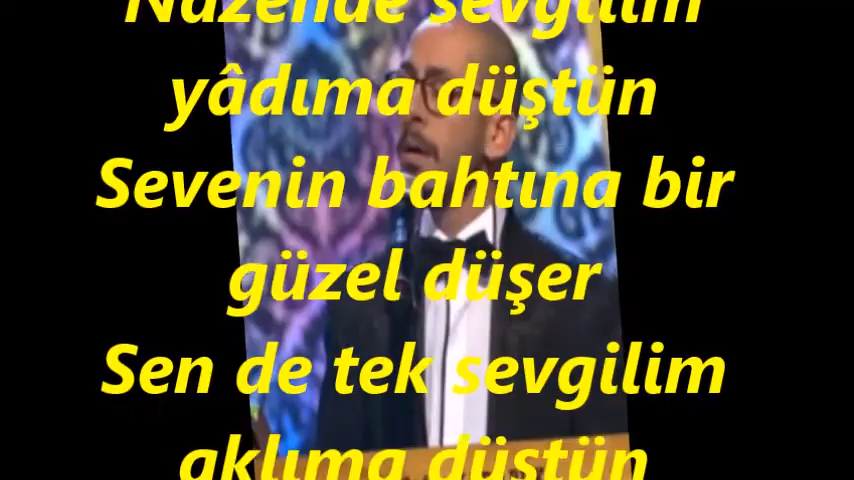 Nazende sevgilim
yâdıma düştün
Sevenin bahtına bir
güzel düşer
Sen de tek sevgilim
aklıma düştün